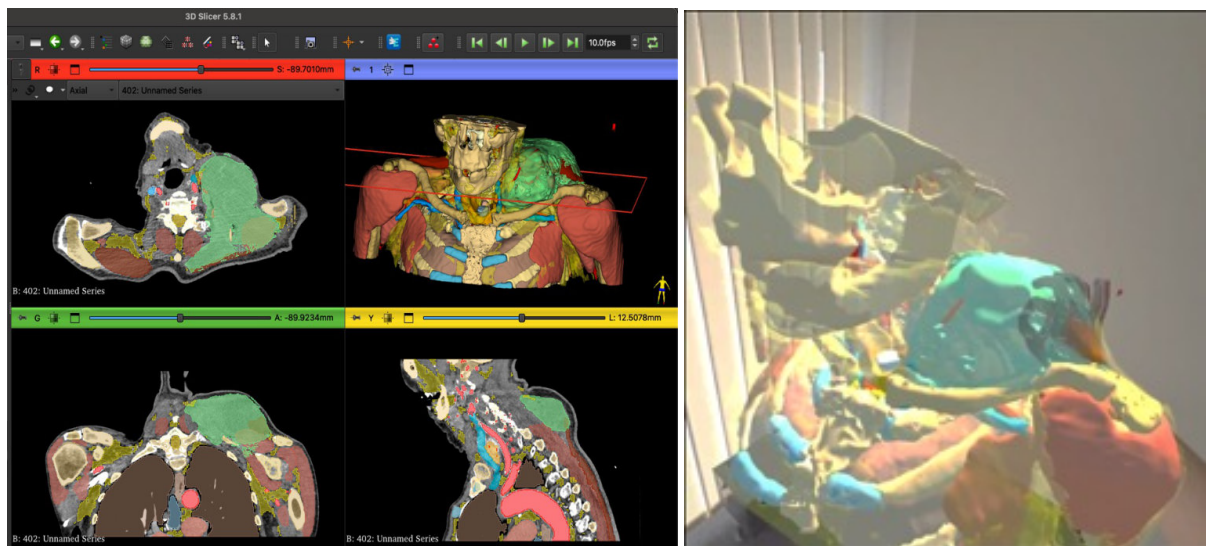 3D Slicer 5.8.1
10.0fps
R
S: -89.7010mm
1
Axial
402: Unnamed Series
B: 402: Unnamed Series
G
A: -89.9234mm
Y
L: 12.5078mm
B: 402: Unnamed Series
B: 402: Unnamed Series